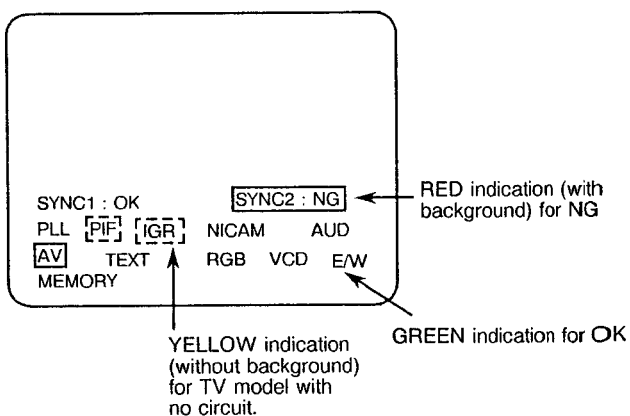 SYNC1 : OK SYNC2 : NG
PLL PIF IGR NICAM AUD
AV TEXT RGB VCD E/W
MEMORY
RED indication (with
background) for NG
GREEN indication for OK
YELLOW indication
(without background)
for TV model with
no circuit.